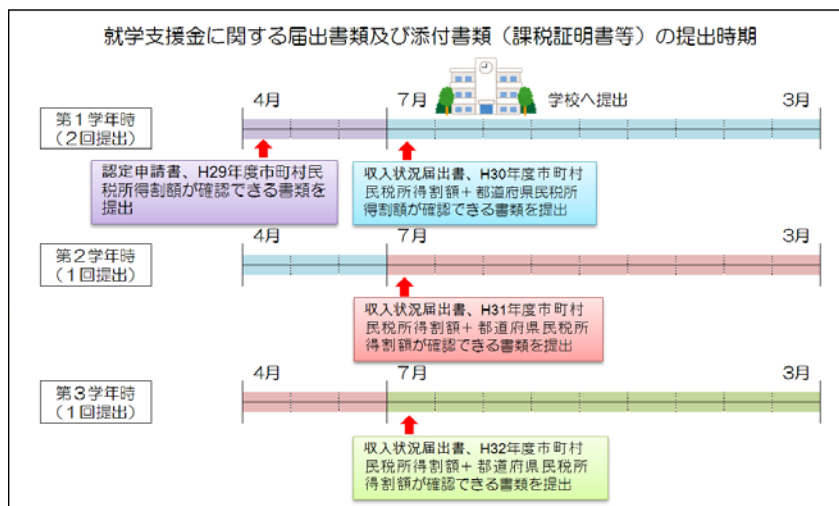 就学支援金に関する届出書類及び添付書類（課税証明書等）の提出時期
学校へ提出
4月
7月
3月
第1学年時
（2回提出）
認定申請書、H29年度市町村民
税所得割額が確認できる書類を
提出
収入状況届出書、H30年度市町村
民税所得割額＋都道府県民税所
得割額が確認できる書類を提出
4月
7月
3月
第2学年時
（1回提出）
収入状況届出書、H31年度市町村
民税所得割額＋都道府県民税所
得割額が確認できる書類を提出
4月
7月
3月
第3学年時
（1回提出）
収入状況届出書、H32年度市町村
民税所得割額＋都道府県民税所
得割額が確認できる書類を提出